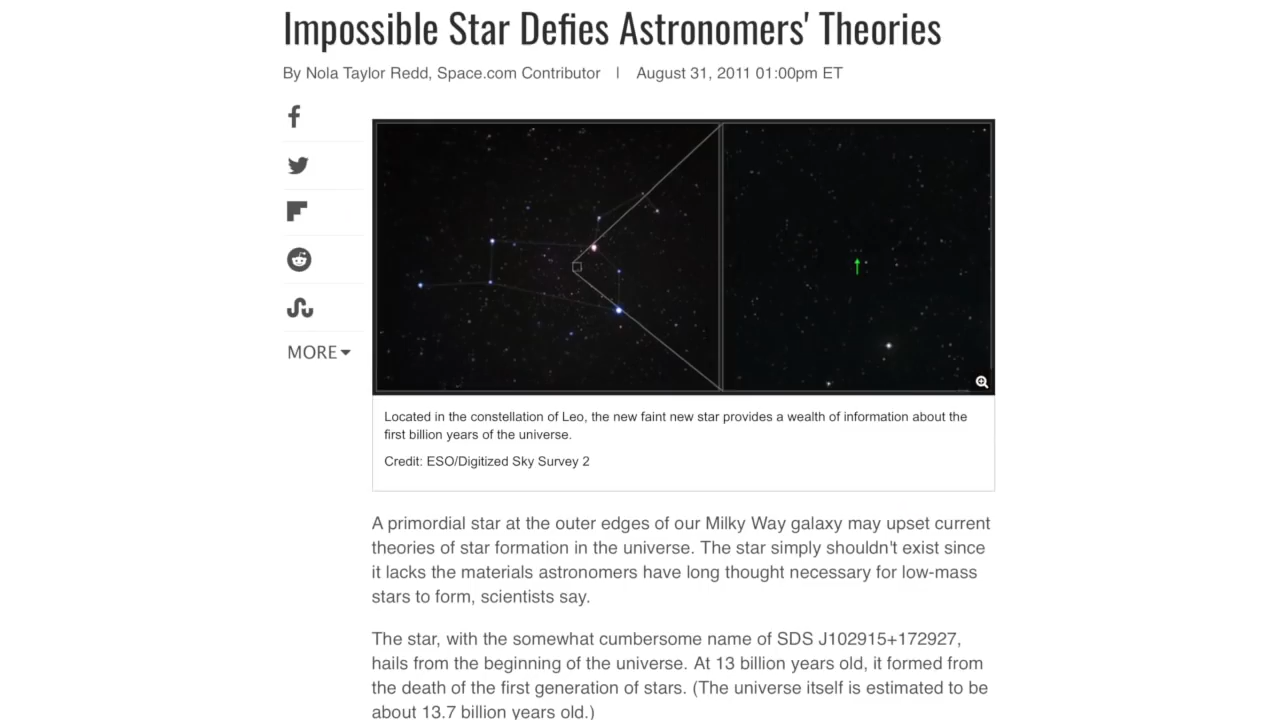 Impossible Star Defies Astronomers' Theories
By Nola Taylor Redd, Space.com Contributor | August 31, 2011 01:00pm ET
MORE
Located in the constellation of Leo, the new faint new star provides a wealth of information about the
first billion years of the universe.
Credit: ESO/Digitized Sky Survey 2
A primordial star at the outer edges of our Milky Way galaxy may upset current
theories of star formation in the universe. The star simply shouldn't exist since
it lacks the materials astronomers have long thought necessary for low-mass
stars to form, scientists say.
The star, with the somewhat cumbersome name of SDS J102915+172927,
hails from the beginning of the universe. At 13 billion years old, it formed from
the death of the first generation of stars. (The universe itself is estimated to be
about 13.7 billion years old.)